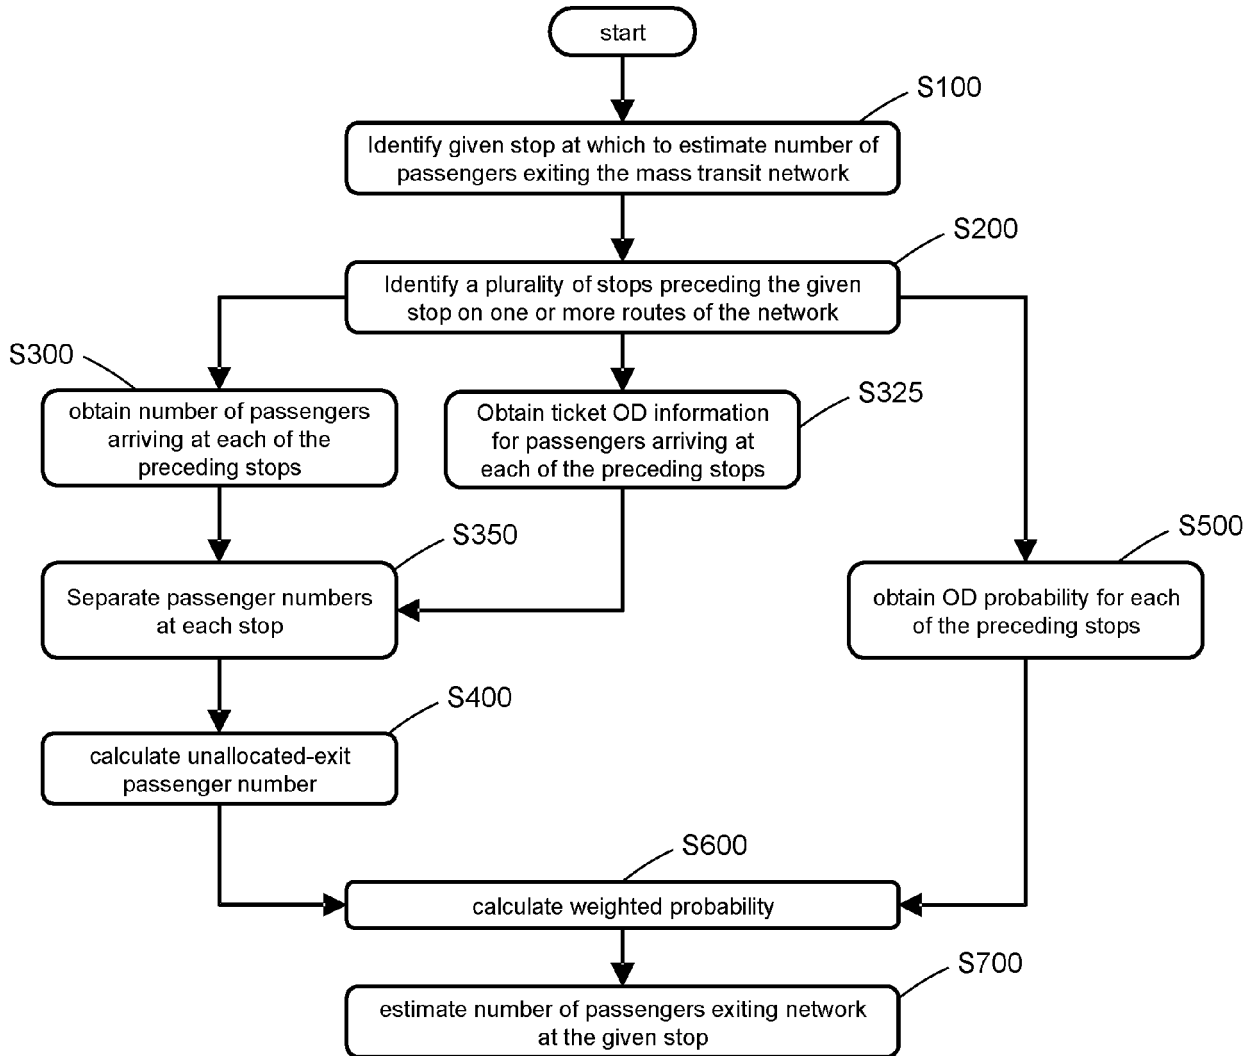 start
S100
Identify given stop at which to estimate number of
passengers exiting the mass transit network
S200
Identify a plurality of stops preceding the given
stop on one or more routes of the network
S300
obtain number of passengers
arriving at each of the
preceding stops
S325
Obtain ticket OD information
for passengers arriving at
each of the preceding stops
S350
Separate passenger numbers
at each stop
S500
obtain OD probability for each
of the preceding stops
S400
calculate unallocated-exit
passenger number
S600
calculate weighted probability
S700
estimate number of passengers exiting network
at the given stop